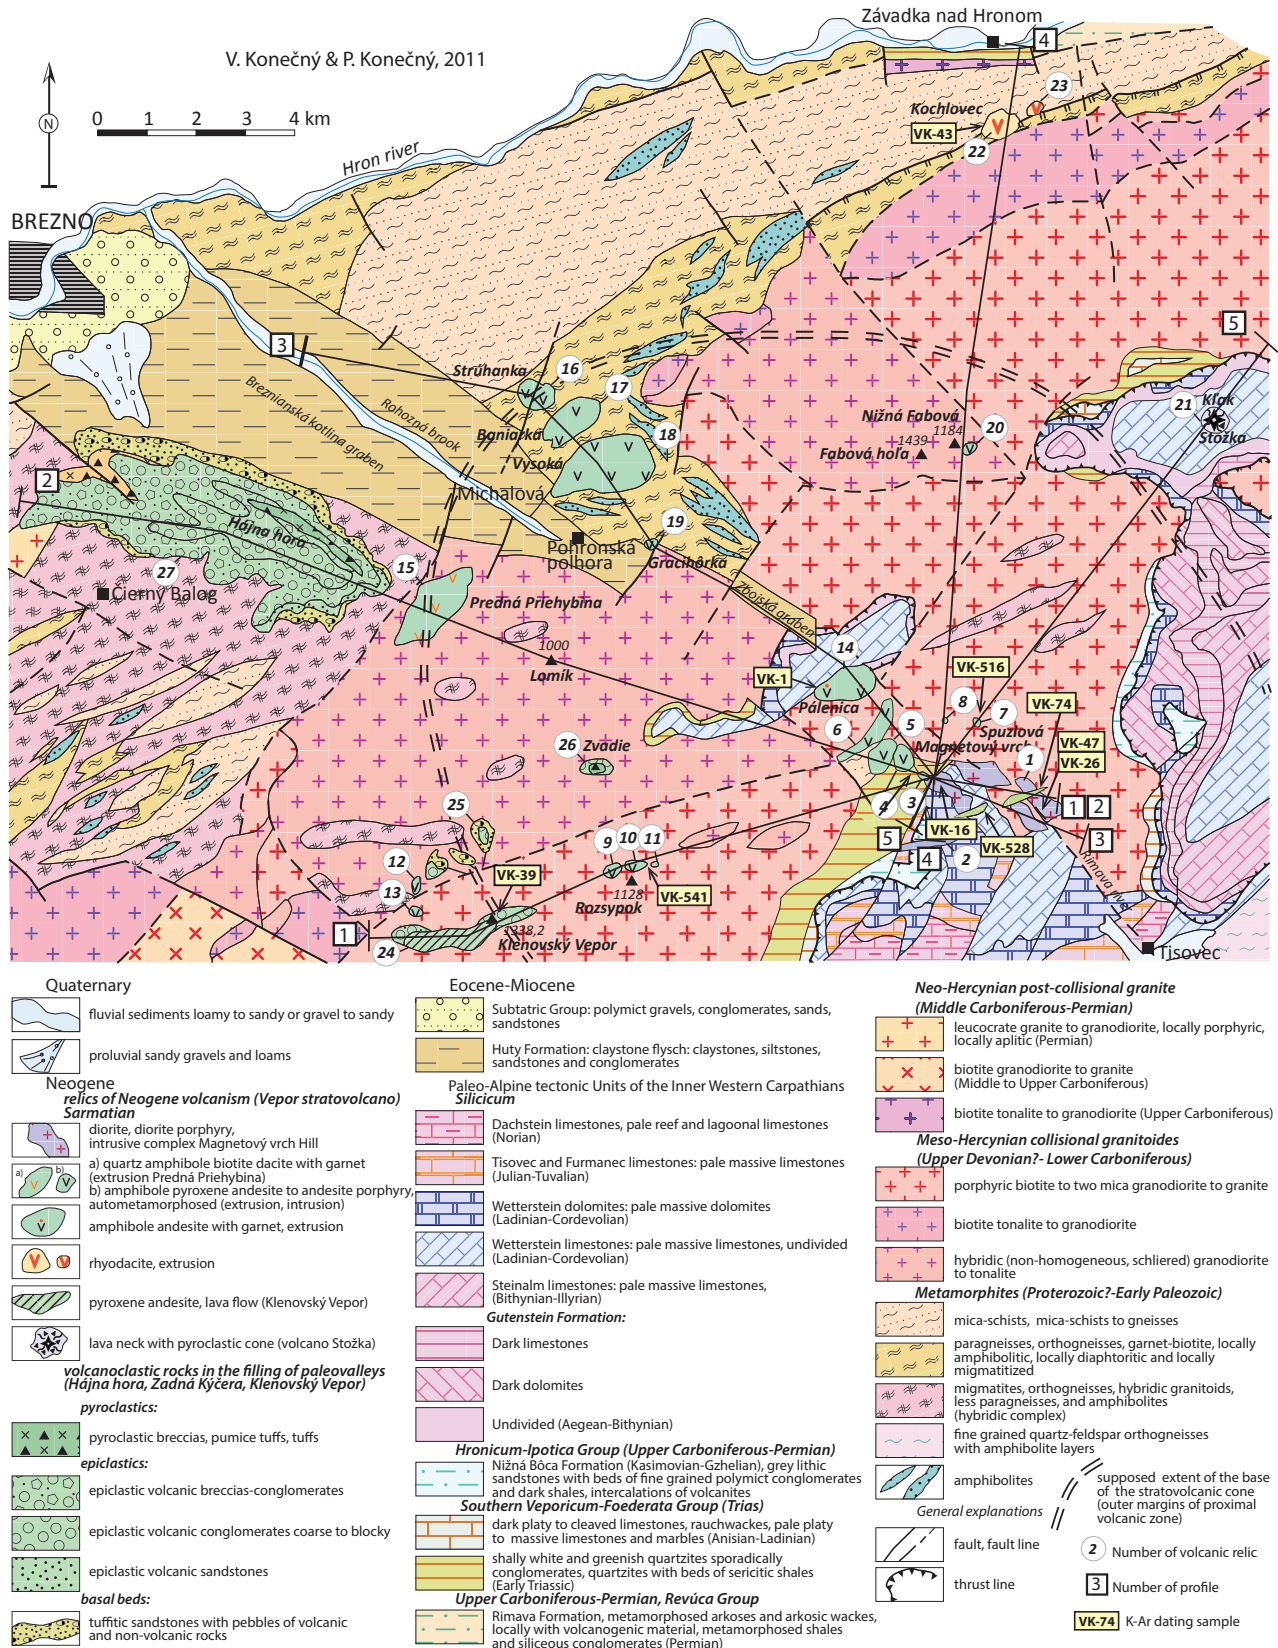 Závadka nad Hronom
4
V. Konečný & P. Konečný, 2011
N
0 1 2 3 4 km
23
Kochlovec
VK-43
22
Hron river
BREZNO
5
3
Strúhanka
16
17
Breznianska kotlina graben
Rohozná brook
Baniarka
18
Vysoká
Nižná Fabová
1184
1439
Fabová hoľa
20
21
Kľak
Stožka
2
Michalová
Hájna hora
19
Pohronská
polhora
Gracihôrka
15
27
Čierny Balog
Zbojská graben
Predná Priehybina
1000
Lomík
14
VK-1
VK-516
Pálenica
8
7
VK-74
6
5
Spuzlová
Magnetový vrch
VK-47
VK-26
1
26
Zvadie
4
3
1
2
25
VK-16
5
3
VK-528
4
2
9
10
11
12
VK-39
13
VK-541
1128
Rozsypok
Rimava river
1
1338,2
Klenovský Vepor
24
Tisovec
Quaternary
fluvial sediments loamy to sandy or gravel to sandy
proluvial sandy gravels and loams
Neogene
relics of Neogene volcanism (Vepor stratovolcano)
Sarmatian
diorite, diorite porphyry,
intrusive complex Magnetový vrch Hill
a)
b)
a) quartz amphibole biotite dacite with garnet
(extrusion Predná Priehybina)
b) amphibole pyroxene andesite to andesite porphyry,
autometamorphosed (extrusion, intrusion)
amphibole andesite with garnet, extrusion
rhyodacite, extrusion
pyroxene andesite, lava flow (Klenovský Vepor)
lava neck with pyroclastic cone (volcano Stožka)
volcanoclastic rocks in the filling of paleovalleys
(Hájna hora, Zadná Kýčera, Klenovský Vepor)
pyroclastics:
pyroclastic breccias, pumice tuffs, tuffs
epiclastics:
epiclastic volcanic breccias-conglomerates
epiclastic volcanic conglomerates coarse to blocky
epiclastic volcanic sandstones
basal beds:
tuffitic sandstones with pebbles of volcanic
and non-volcanic rocks
Eocene-Miocene
Subtatric Group: polymict gravels, conglomerates, sands,
sandstones
Huty Formation: claystone flysch: claystones, siltstones,
sandstones and conglomerates
Paleo-Alpine tectonic Units of the Inner Western Carpathians
Silicicum
Dachstein limestones, pale reef and lagoonal limestones
(Norian)
Tisovec and Furmanec limestones: pale massive limestones
(Julian-Tuvalian)
Wetterstein dolomites: pale massive dolomites
(Ladinian-Cordevolian)
Wetterstein limestones: pale massive limestones, undivided
(Ladinian-Cordevolian)
Steinalm limestones: pale massive limestones,
(Bithynian-Illyrian)
Gutenstein Formation:
Dark limestones
Dark dolomites
Undivided (Aegean-Bithynian)
Hronicum-Ipotica Group (Upper Carboniferous-Permian)
Nižná Bôca Formation (Kasimovian-Gzhelian), grey lithic
sandstones with beds of fine grained polymict conglomerates
and dark shales, intercalations of volcanites
Southern Veporicum-Foederata Group (Trias)
dark platy to cleaved limestones, rauchwackes, pale platy
to massive limestones and marbles (Anisian-Ladinian)
shally white and greenish quartzites sporadically
conglomerates, quartzites with beds of sericitic shales
(Early Triassic)
Upper Carboniferous-Permian, Revúca Group
Rimava Formation, metamorphosed arkoses and arkosic wackes,
locally with volcanogenic material, metamorphosed shales
and siliceous conglomerates (Permian)
Neo-Hercynian post-collisional granite
(Middle Carboniferous-Permian)
leucocrate granite to granodiorite, locally porphyric,
locally aplitic (Permian)
biotite granodiorite to granite
(Middle to Upper Carboniferous)
biotite tonalite to granodiorite (Upper Carboniferous)
Meso-Hercynian collisional granitoides
(Upper Devonian?- Lower Carboniferous)
porphyric biotite to two mica granodiorite to granite
biotite tonalite to granodiorite
hybridic (non-homogeneous, schliered) granodiorite
to tonalite
Metamorphites (Proterozoic?-Early Paleozoic)
mica-schists, mica-schists to gneisses
paragneisses, orthogneisses, garnet-biotite, locally
amphibolitic, locally diaphtoritic and locally
migmatitized
migmatites, orthogneisses, hybridic granitoids,
less paragneisses, and amphibolites
(hybridic complex)
fine grained quartz-feldspar orthogneisses
with amphibolite layers
amphibolites
General explanations
fault, fault line
thrust line
supposed extent of the base
of the stratovolcanic cone
(outer margins of proximal
volcanic zone)
2 Number of volcanic relic
3 Number of profile
VK-74 K-Ar dating sample